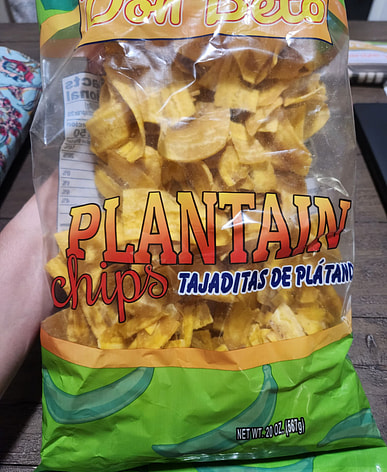 Don Beto
PLANTAIN
chips TAJADITAS DE PLÁTANO
NET WT. 20 OZ. (567g)